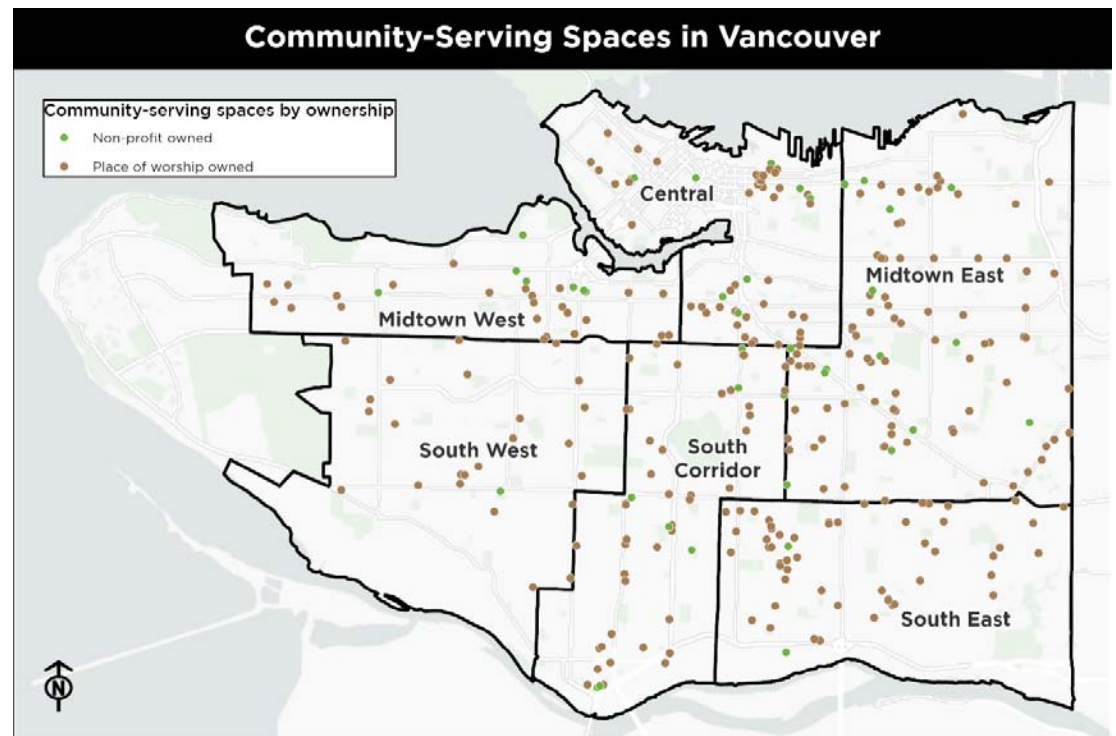 Community-Serving Spaces in Vancouver
Community-serving spaces by ownership
Non-profit owned
Place of worship owned
Central
Midtown East
Midtown West
South West
South
Corridor
South East
N